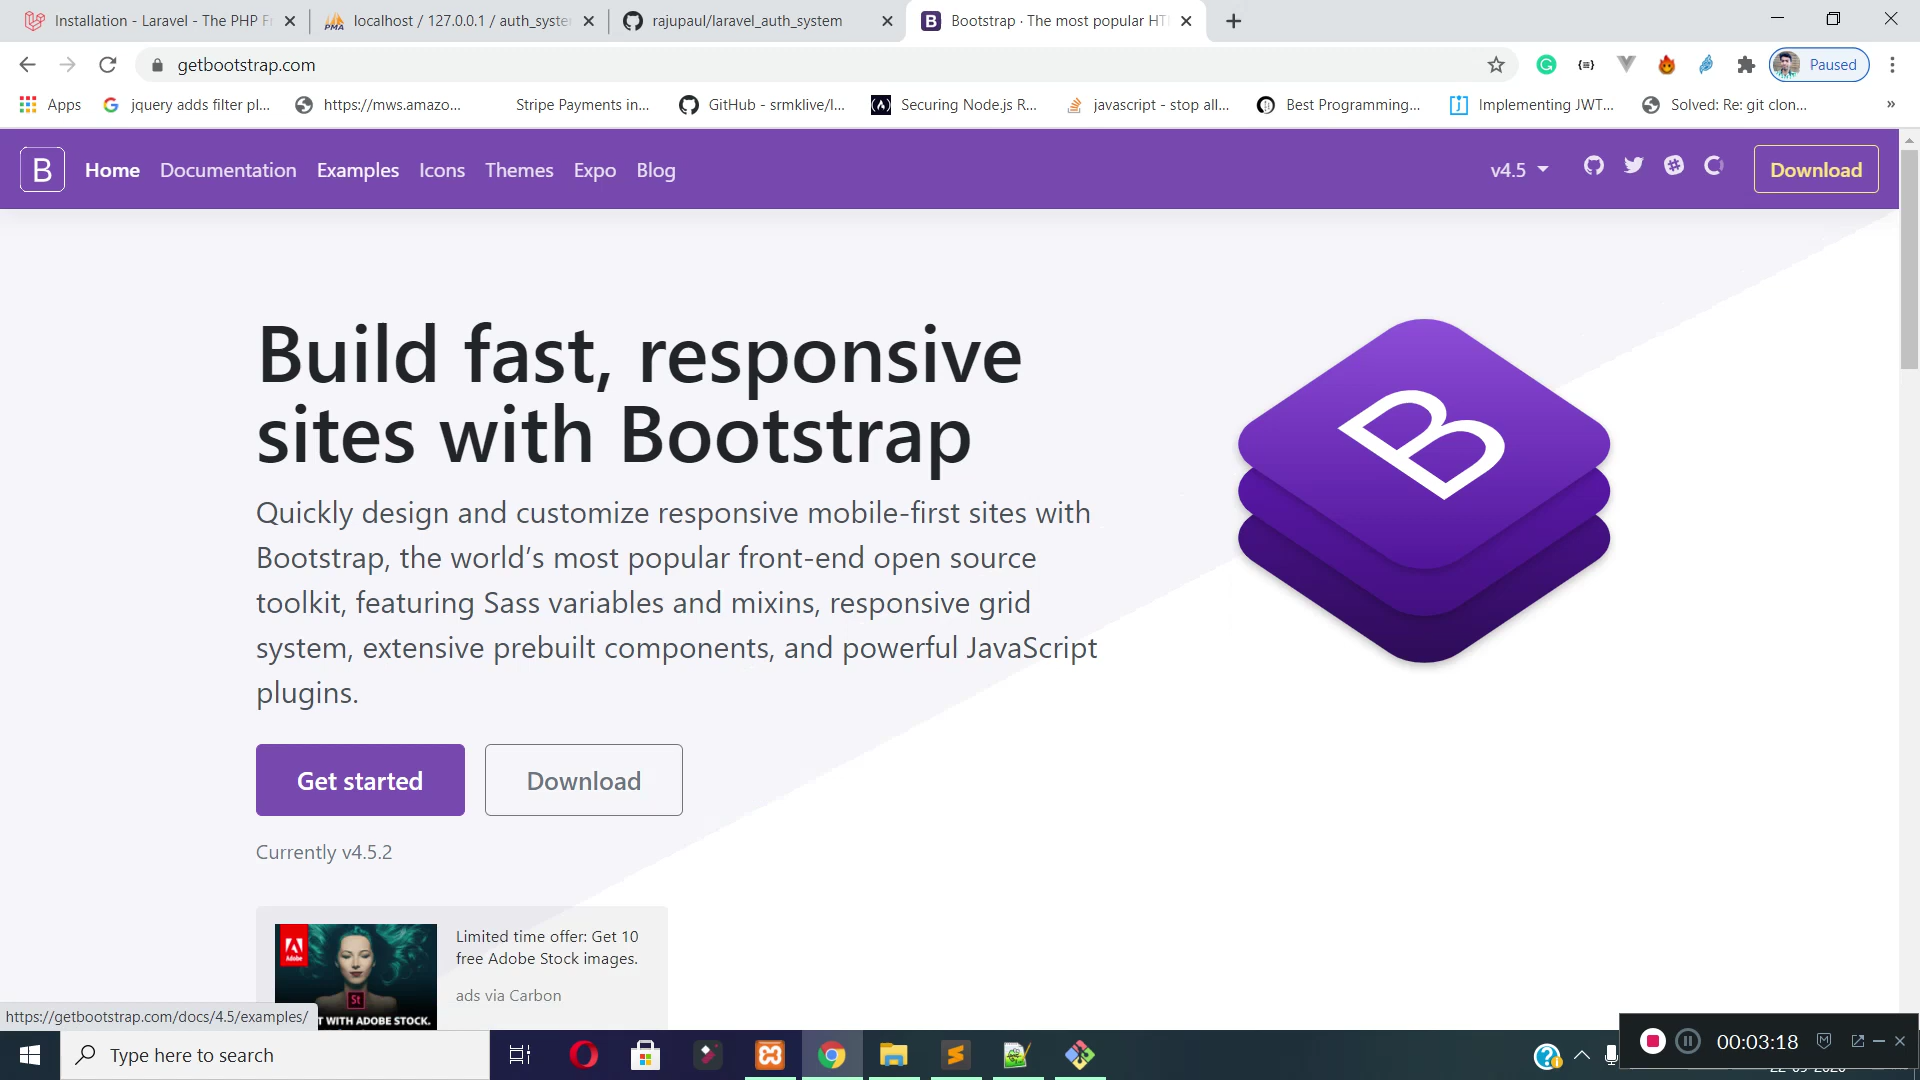 Installation - Laravel - The PHP Fr
localhost / 127.0.0.1 / auth_syste
rajupaul/laravel_auth_system
Bootstrap · The most popular HT
getbootstrap.com
Paused
Apps
jquery adds filter pl...
https://mws.amazo...
Stripe Payments in...
GitHub - srmklive/l...
Securing Node.js R...
javascript - stop all...
Best Programming...
Implementing JWT...
Solved: Re: git clon...
»
B
Home
Documentation
Examples
Icons
Themes
Expo
Blog
v4.5
Download
Build fast, responsive
sites with Bootstrap
Quickly design and customize responsive mobile-first sites with
Bootstrap, the world’s most popular front-end open source
toolkit, featuring Sass variables and mixins, responsive grid
system, extensive prebuilt components, and powerful JavaScript
plugins.
B
Get started
Download
Currently v4.5.2
Adobe
St
T WITH ADOBE STOCK.
Limited time offer: Get 10
free Adobe Stock images.
ads via Carbon
https://getbootstrap.com/docs/4.5/examples/
Type here to search
00:03:18